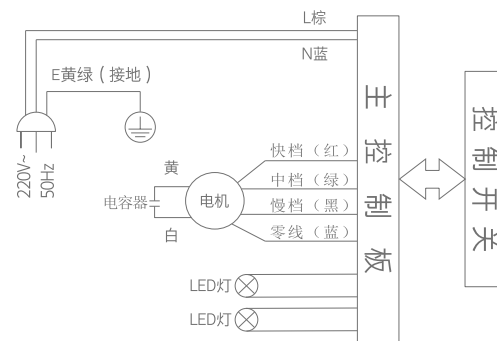 L棕
N蓝
E黄绿（接地）
220V~
50Hz
主控制板
控制开关
快档（红）
黄
中档（绿）
电容器
电机
慢档（黑）
白
零线（蓝）
LED灯
LED灯